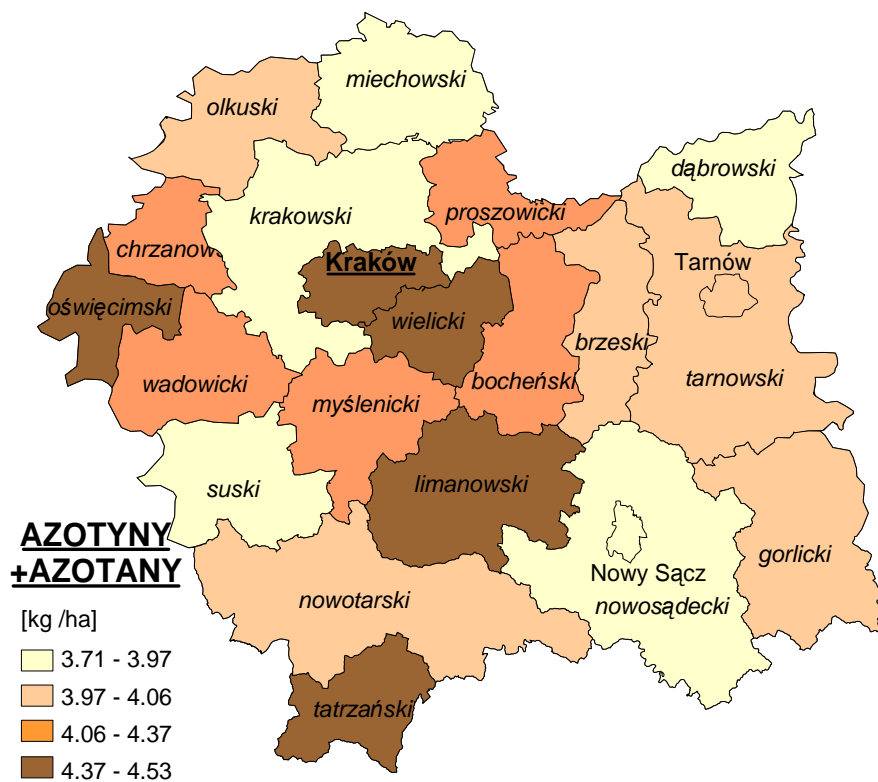 miechowski
olkuski
dąbrowski
krakowski
proszowicki
chrzanow
Kraków
Tarnów
oświęcimski
wielicki
brzeski
wadowicki
myślenicki
bocheński
tarnowski
suski
limanowski
AZOTYNY
+AZOTANY
gorlicki
Nowy Sącz
nowotarski
nowosądecki
[kg /ha]
3.71 - 3.97
3.97 - 4.06
tatrzański
4.06 - 4.37
4.37 - 4.53